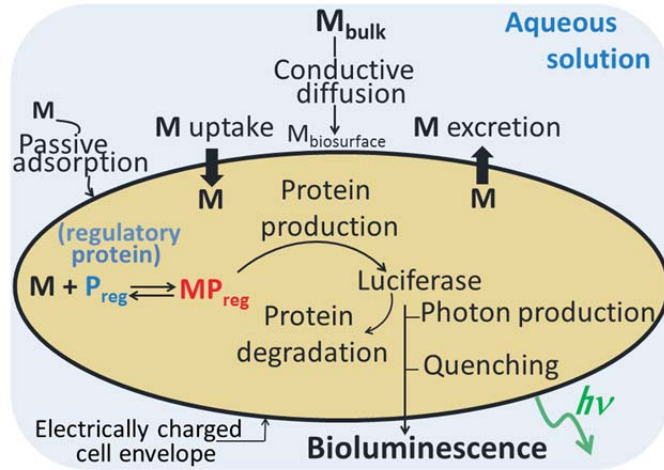 M_bulk
Aqueous
solution
Conductive
diffusion
M
Passive
adsorption
M uptake
M_biosurface
M excretion
M
M
Protein
production
(regulatory
protein)
M + P_reg
MP_reg
Luciferase
Protein
degradation
Photon production
Quenching
Electrically charged
cell envelope
Bioluminescence
hν